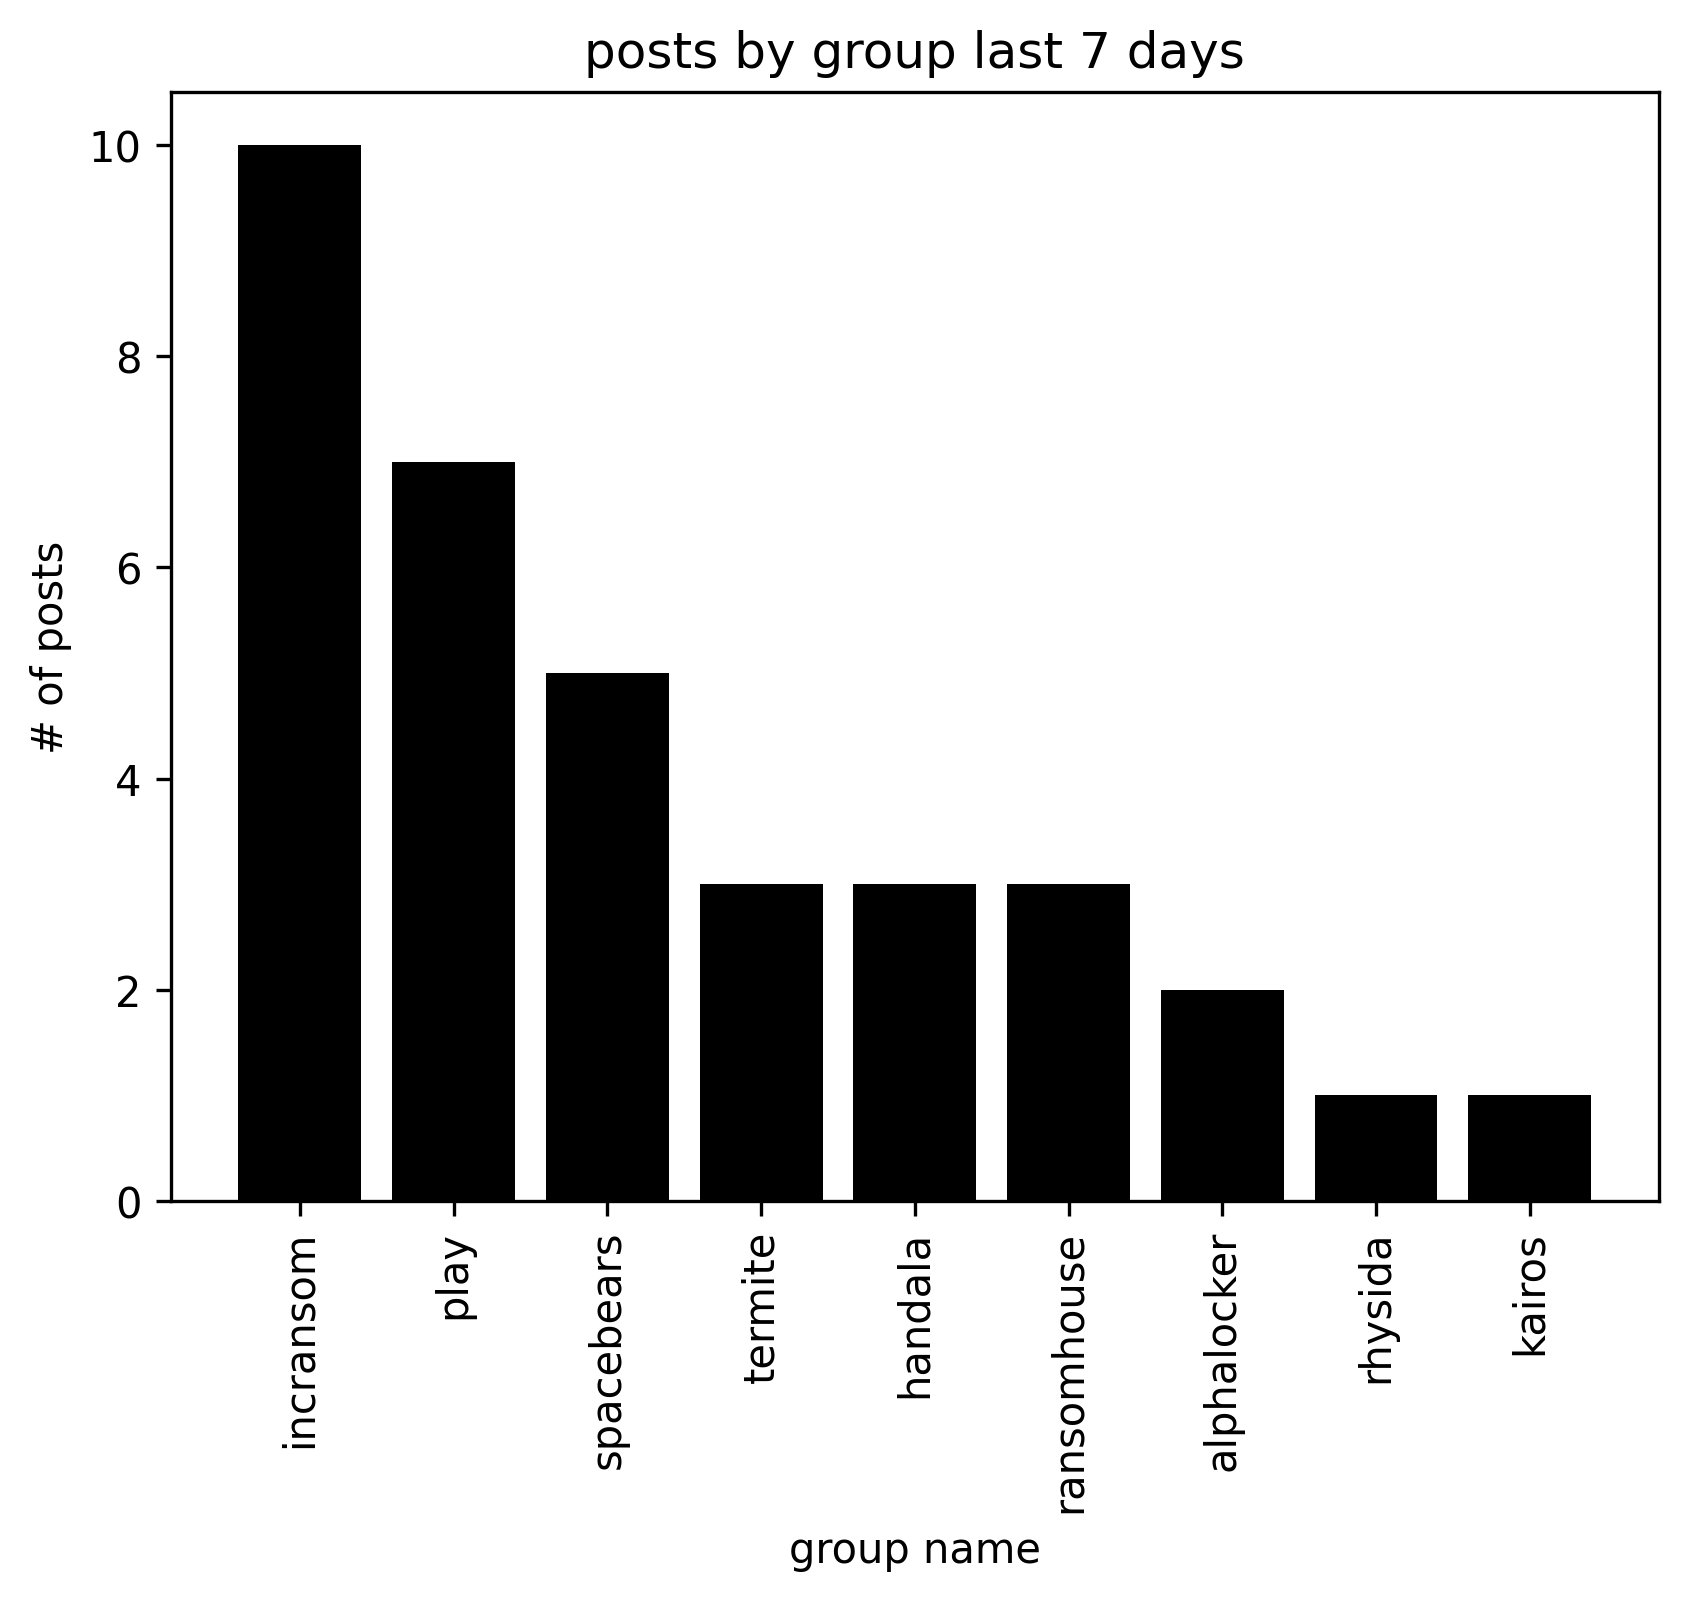 posts by group last 7 days
# of posts
10
8
6
4
2
0
incransom
play
spacebears
termite
handala
ransomhouse
alphalocker
rhysida
kairos
group name